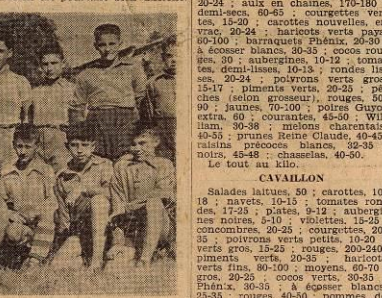 20-24 ; aulx en chaînes, 170-180 ;
demi-secs, 60-65 ; courgettes ver-
tes, 15-20 ; carottes nouvelles, en
vrac, 20-24 ; haricots verts pays,
60-100 ; barraquets Phénix, 20-30 ;
à écosser blancs, 30-35 ; cocos rou-
ges, 30 ; aubergines, 10-12 ; toma-
tes, demi-lisses, 10-13 ; rondes lis-
ses, 20-24 ; poivrons verts gros,
15-17 ; piments verts, 20-25 ; pê-
ches (selon grosseur), rouges, 50-
90 ; jaunes, 70-100 ; poires Guyot
extra, 60 ; courantes, 45-50 ; Wil-
liam, 30-38 ; melons charentais,
40-55 ; prunes Reine Claude, 40-45 ;
raisins précoces blancs, 32-35 ;
noirs, 45-48 ; chasselas, 40-50.
Le tout au kilo.
CAVAILLON
Salades laitues, 50 ; carottes, 10-
18 ; navets, 10-15 ; tomates ron-
des, 17-25 ; plates, 9-12 ; aubergi-
nes noires, 5-10 ; violettes, 15-25 ;
concombres, 20-25 ; courgettes, 20-
35 ; poivrons verts petits, 10-20 ;
verts gros, 15-25 ; rouges, 200-240 ;
piments verts, 20-35 ; haricots
verts fins, 80-100 ; moyens, 60-70 ;
gros, 20-25 ; cocos verts, 30-35 ;
Phénix, 30-35 ; à écosser blancs,
25-35 ; rouges, 40-50 ; pommes